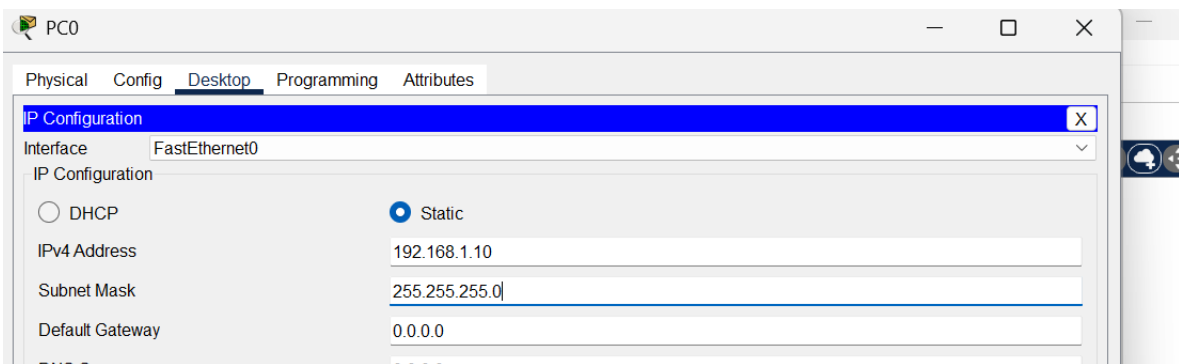 PC0
Physical Config Desktop Programming Attributes
IP Configuration
X
Interface FastEthernet0
IP Configuration
DHCP Static
IPv4 Address 192.168.1.10
Subnet Mask 255.255.255.0
Default Gateway 0.0.0.0